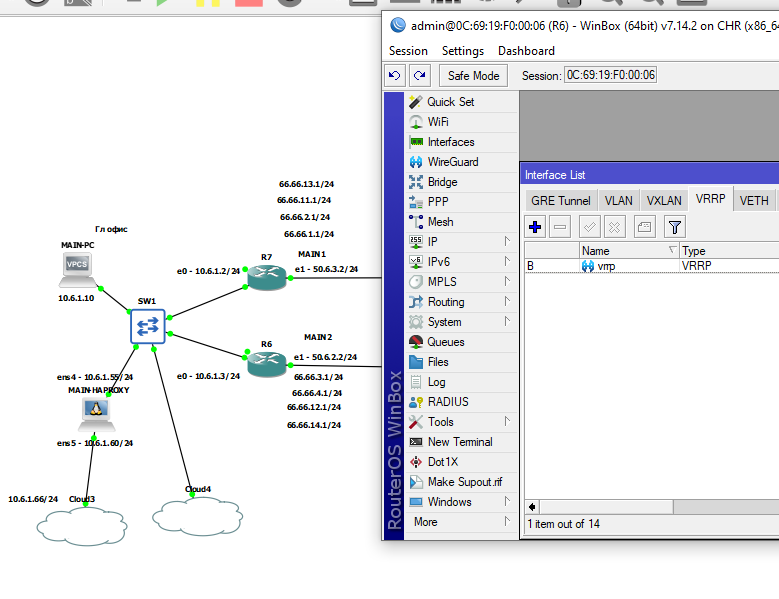 admin@0C:69:19:F0:00:06 (R6) - WinBox (64bit) v7.14.2 on CHR (x86_64
Session Settings Dashboard
Safe Mode Session: 0C:69:19:F0:00:06
Quick Set
WiFi
Interfaces
WireGuard
Bridge
PPP
Mesh
IP
IPv6
MPLS
Routing
System
Queues
Files
Log
RADIUS
Tools
New Terminal
Dot1X
Make Supout.rif
Windows
More
RouterOS WinBox
Interface List
GRE Tunnel VLAN VXLAN VRRP VETH
Name Type
B vrrp VRRP
1 item out of 14
66.66.13.1/24
66.66.11.1/24
66.66.2.1/24
66.66.1.1/24
Гл офис
MAIN-PC
VPCS
10.6.1.10
R7
MAIN 1
e0 - 10.6.1.2/24
e1 - 50.6.3.2/24
SW1
R6
MAIN 2
e1 - 50.6.2.2/24
e0 - 10.6.1.3/24
66.66.3.1/24
66.66.4.1/24
66.66.12.1/24
66.66.14.1/24
ens4 - 10.6.1.55/24
MAIN-HAPROXY
ens5 - 10.6.1.60/24
10.6.1.66/24
Cloud3
Cloud4